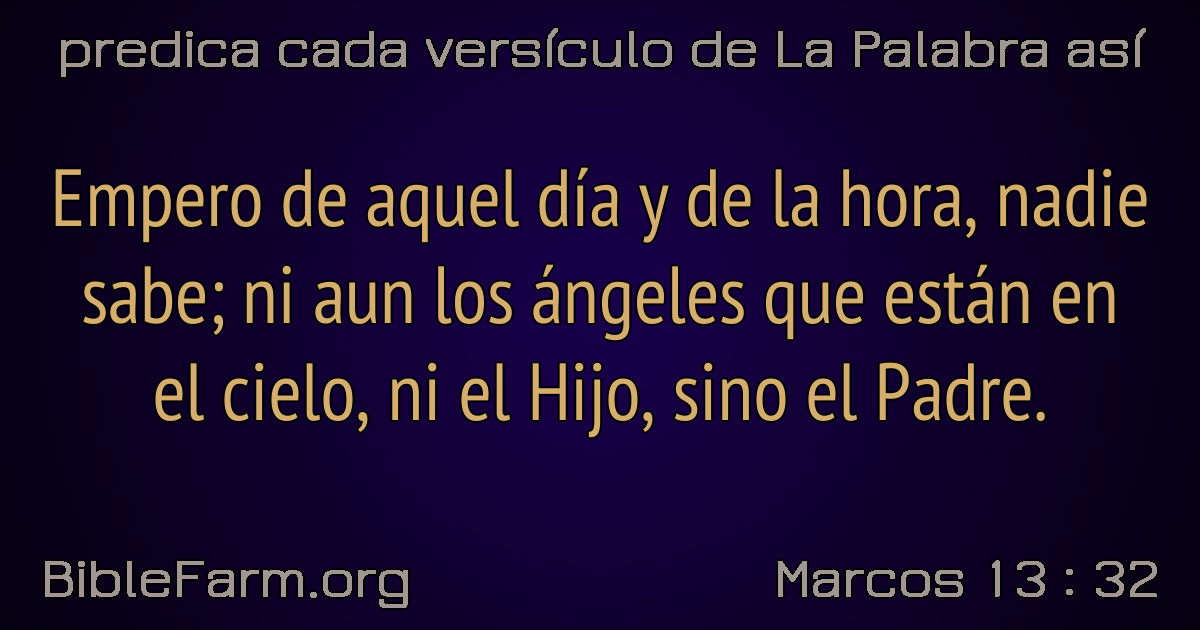 predica cada versículo de La Palabra así
Empero de aquel día y de la hora, nadie
sabe; ni aun los ángeles que están en
el cielo, ni el Hijo, sino el Padre.
BibleFarm.org
Marcos 13 : 32